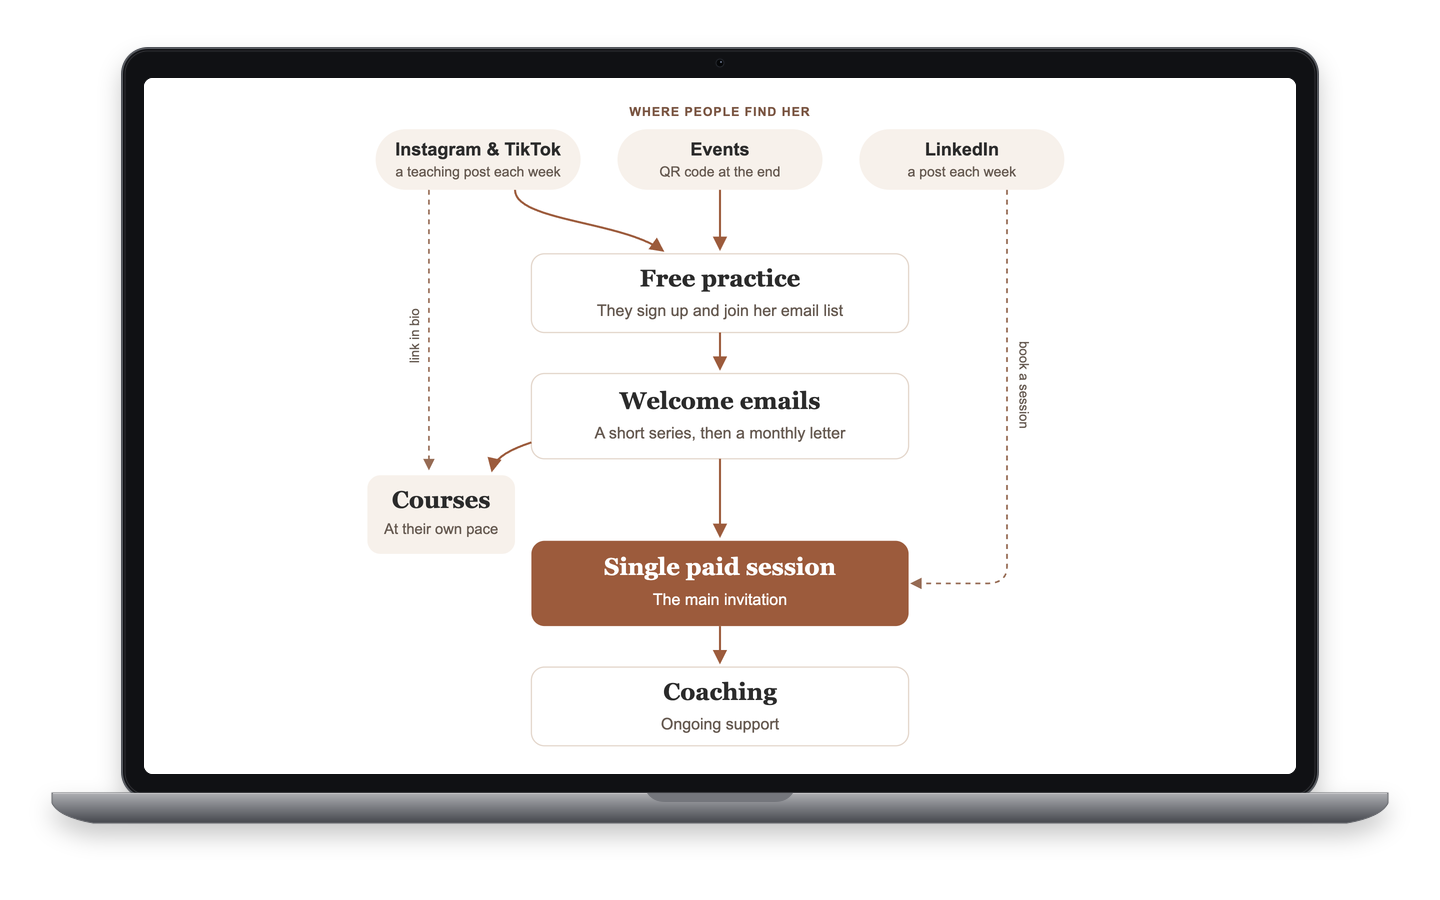 WHERE PEOPLE FIND HER
Instagram & TikTok
a teaching post each week
Events
QR code at the end
LinkedIn
a post each week
Free practice
They sign up and join her email list
link in bio
book a session
Welcome emails
A short series, then a monthly letter
Courses
At their own pace
Single paid session
The main invitation
Coaching
Ongoing support